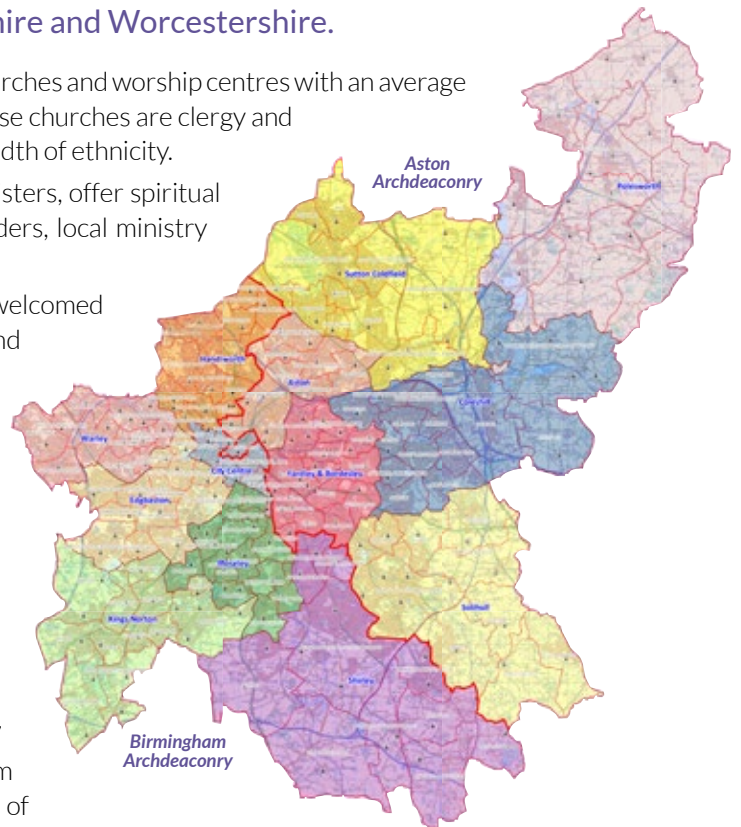 hire and Worcestershire.
rches and worship centres with an average
se churches are clergy and
dth of ethnicity.
sters, offer spiritual
ders, local ministry
welcomed
nd
m
of
Aston
Archdeaconry
Polesworth
Sutton Coldfield
Handsworth
Aston
Coleshill
Warley
City Centre
Yardley & Bordesley
Edgbaston
Moseley
Kings Norton
Solihull
Shirley
Birmingham
Archdeaconry